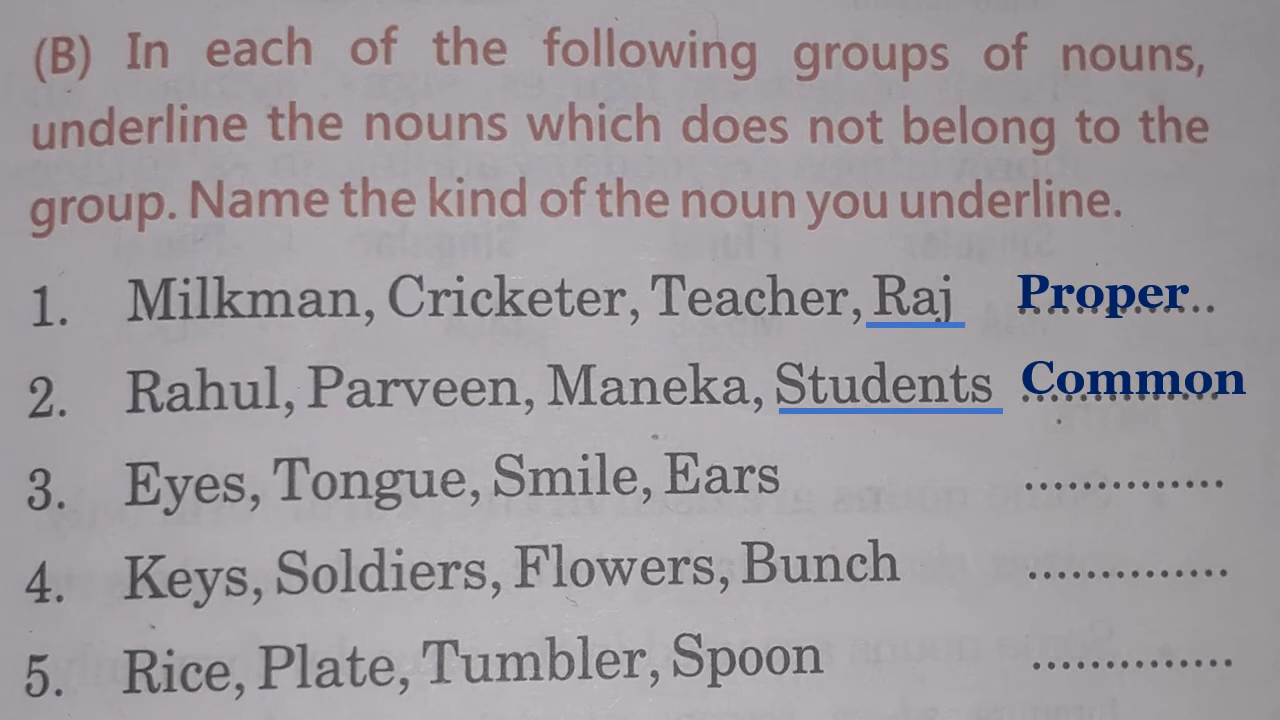 (B) In each of the following groups of nouns,
underline the nouns which does not belong to the
group. Name the kind of the noun you underline.
1. Milkman, Cricketer, Teacher, Raj Proper..
2. Rahul, Parveen, Maneka, Students Common
3. Eyes, Tongue, Smile, Ears ..............
4. Keys, Soldiers, Flowers, Bunch ..............
5. Rice, Plate, Tumbler, Spoon ..............